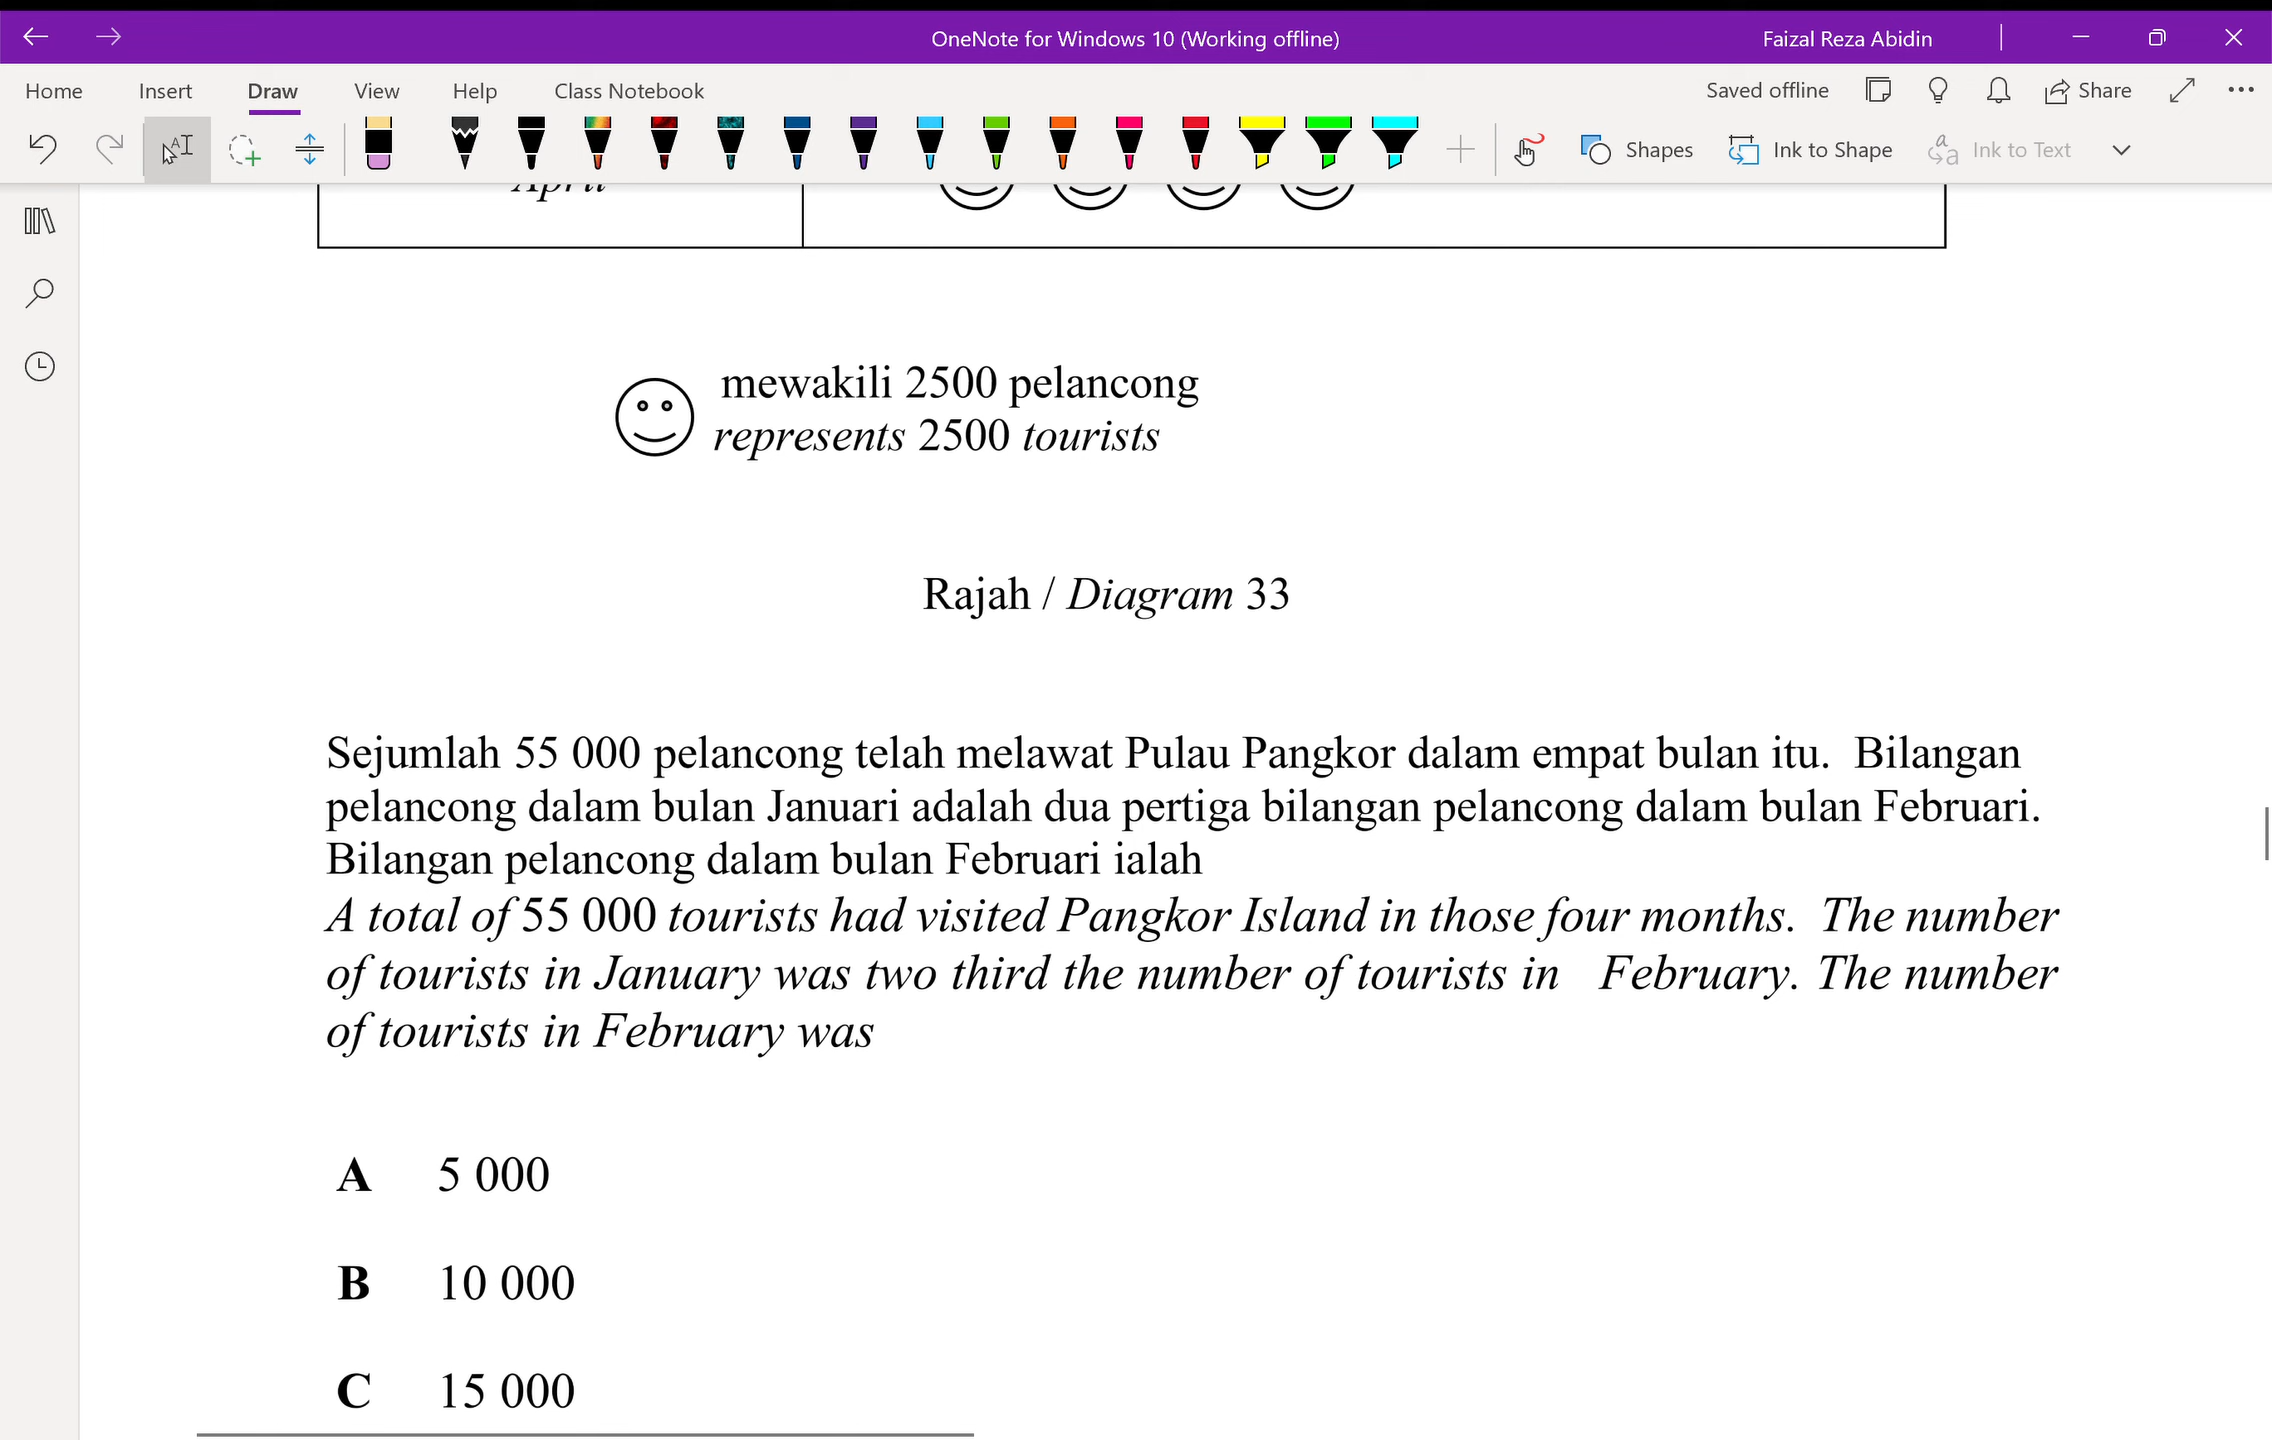 OneNote for Windows 10 (Working offline)
Faizal Reza Abidin
Home Insert Draw View Help Class Notebook
Saved offline Share
Shapes Ink to Shape Ink to Text
April
mewakili 2500 pelancong
represents 2500 tourists
Rajah / Diagram 33
Sejumlah 55 000 pelancong telah melawat Pulau Pangkor dalam empat bulan itu. Bilangan
pelancong dalam bulan Januari adalah dua pertiga bilangan pelancong dalam bulan Februari.
Bilangan pelancong dalam bulan Februari ialah
A total of 55 000 tourists had visited Pangkor Island in those four months. The number
of tourists in January was two third the number of tourists in February. The number
of tourists in February was
A 5 000
B 10 000
C 15 000